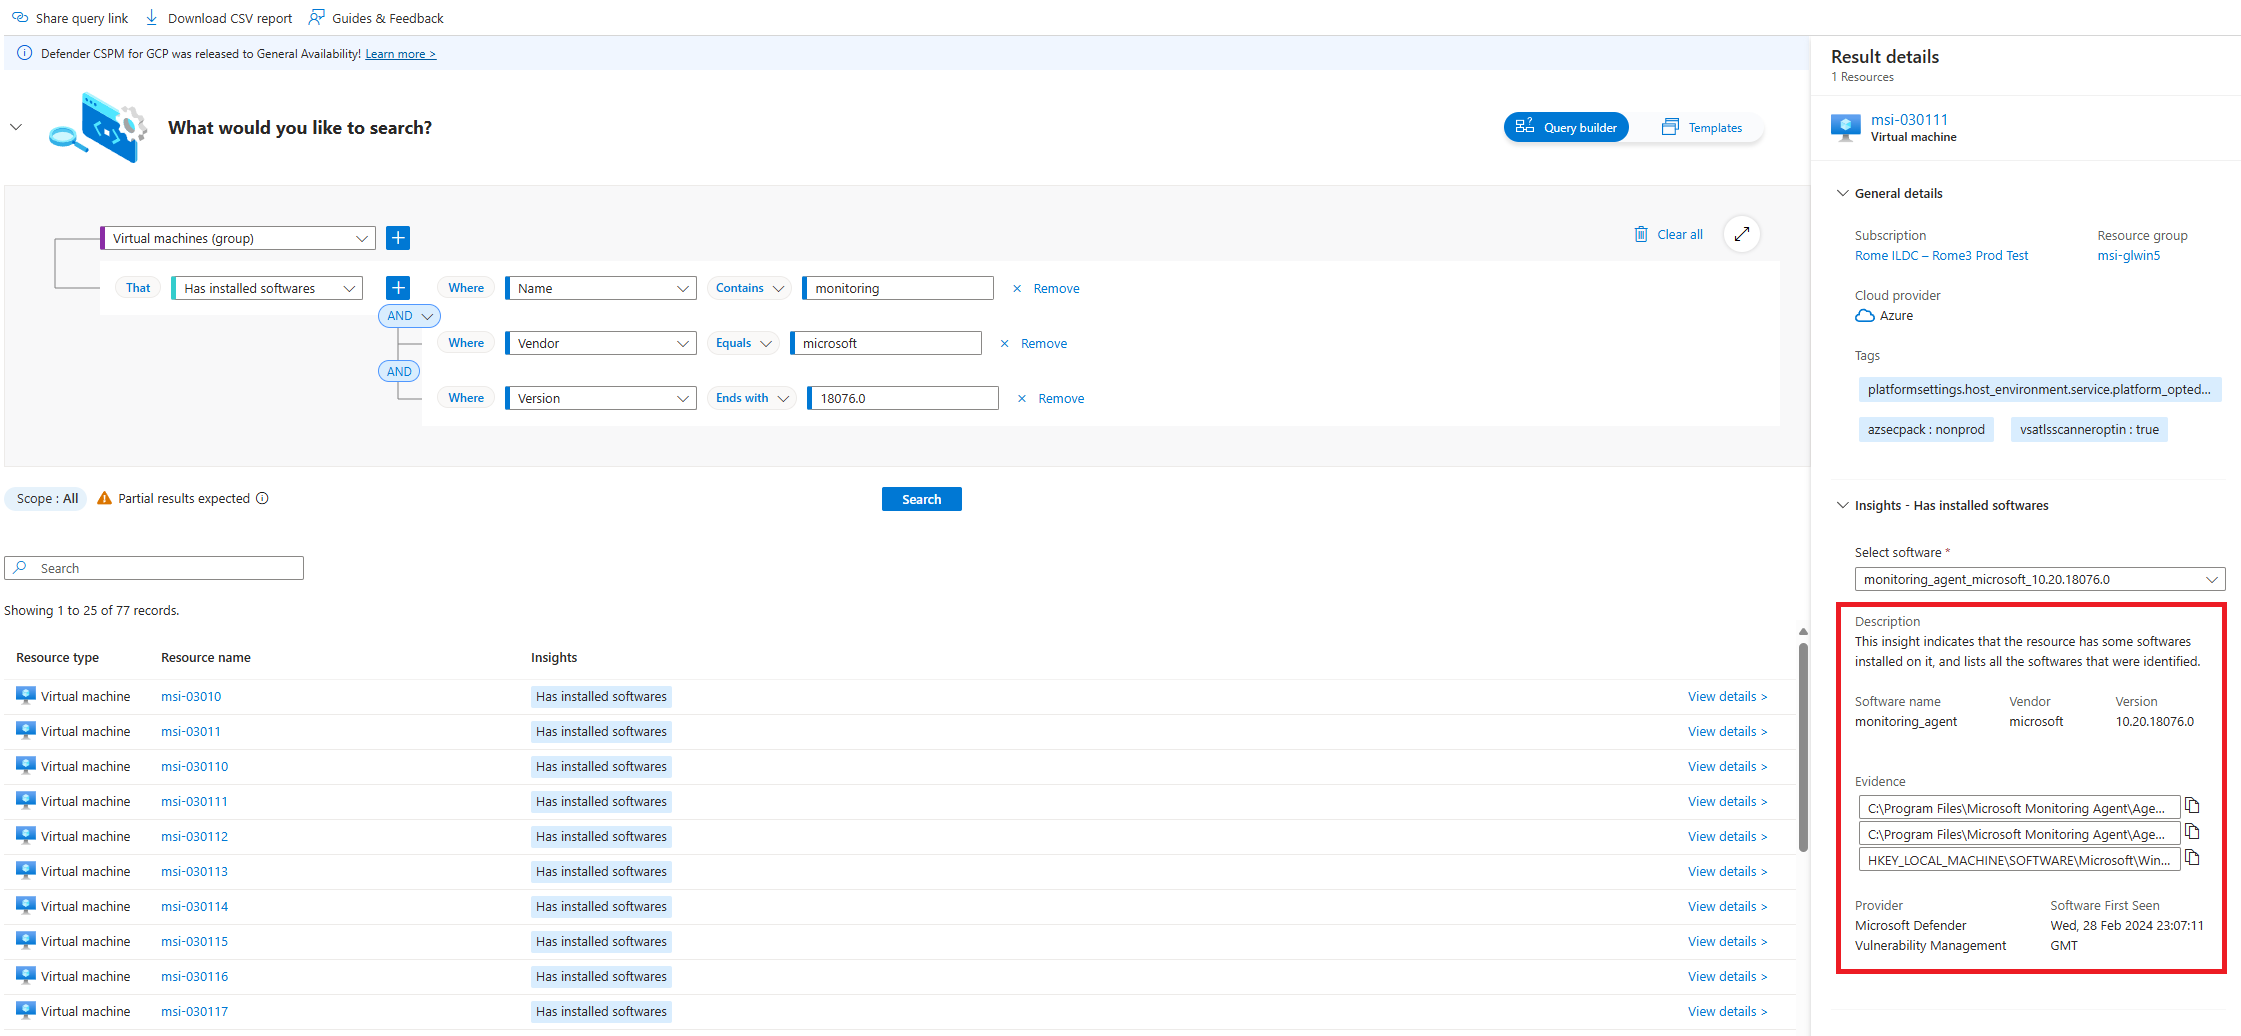 Share query link
Download CSV report
Guides & Feedback
Defender CSPM for GCP was released to General Availability! Learn more >
What would you like to search?
Query builder
Templates
Virtual machines (group)
Clear all
That
Has installed softwares
Where
Name
Contains
monitoring
Remove
AND
Where
Vendor
Equals
microsoft
Remove
AND
Where
Version
Ends with
18076.0
Remove
Scope : All
Partial results expected
Search
Search
Showing 1 to 25 of 77 records.
Resource type Resource name Insights
Virtual machine msi-03010 Has installed softwares View details >
Virtual machine msi-03011 Has installed softwares View details >
Virtual machine msi-030110 Has installed softwares View details >
Virtual machine msi-030111 Has installed softwares View details >
Virtual machine msi-030112 Has installed softwares View details >
Virtual machine msi-030113 Has installed softwares View details >
Virtual machine msi-030114 Has installed softwares View details >
Virtual machine msi-030115 Has installed softwares View details >
Virtual machine msi-030116 Has installed softwares View details >
Virtual machine msi-030117 Has installed softwares View details >
Result details
1 Resources
msi-030111
Virtual machine
General details
Subscription Resource group
Rome ILDC – Rome3 Prod Test msi-glwin5
Cloud provider
Azure
Tags
platformsettings.host_environment.service.platform_opted...
azsecpack : nonprod vsatlsscanneroptin : true
Insights - Has installed softwares
Select software *
monitoring_agent_microsoft_10.20.18076.0
Description
This insight indicates that the resource has some softwares
installed on it, and lists all the softwares that were identified.
Software name Vendor Version
monitoring_agent microsoft 10.20.18076.0
Evidence
C:\Program Files\Microsoft Monitoring Agent\Age...
C:\Program Files\Microsoft Monitoring Agent\Age...
HKEY_LOCAL_MACHINE\SOFTWARE\Microsoft\Win...
Provider Software First Seen
Microsoft Defender Wed, 28 Feb 2024 23:07:11
Vulnerability Management GMT